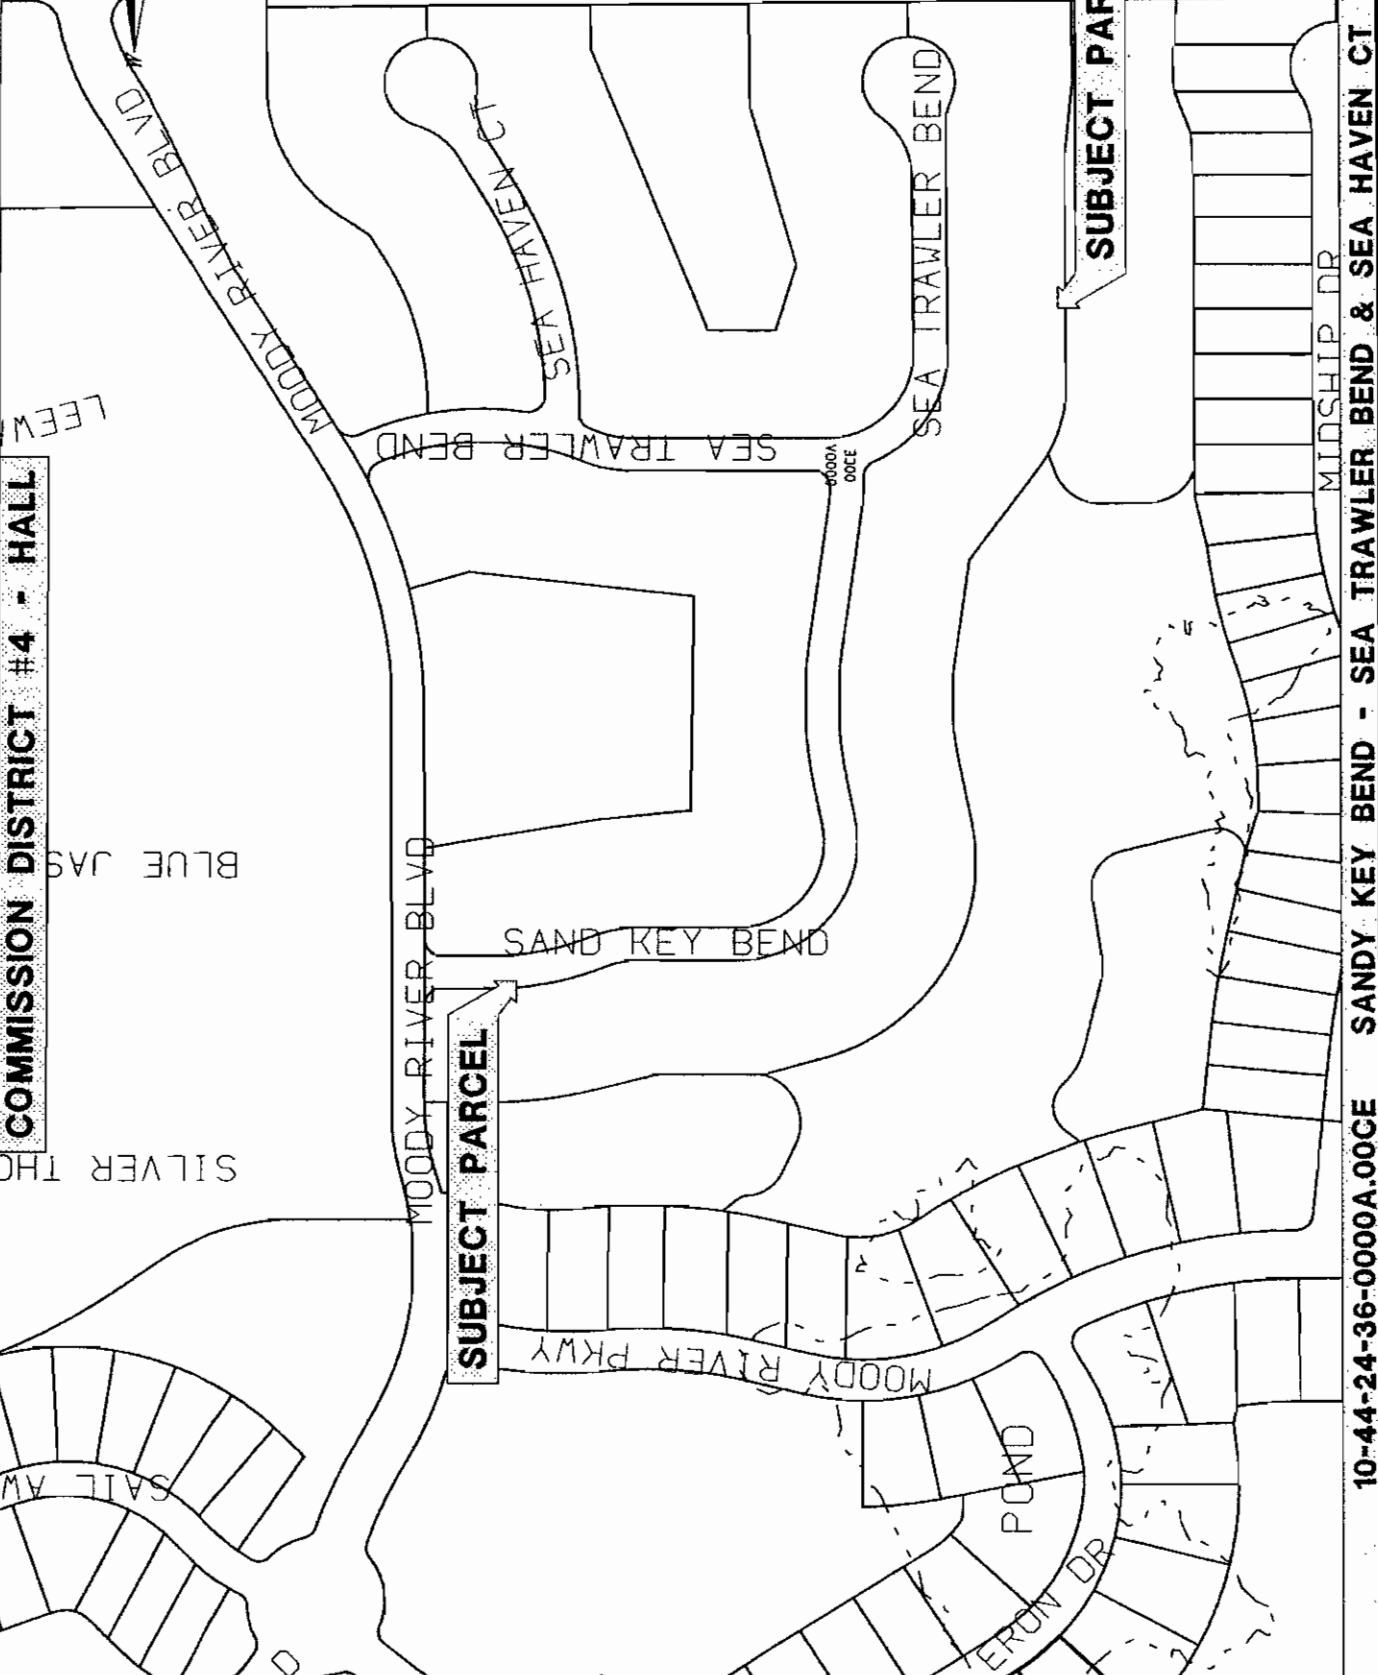 COMMISSION DISTRICT #4 - HALL
MOODY RIVER BLVD
SEA HAVEN CT
SEA TRAWLER BEND
SUBJECT PAR
MIDSHIP DR
LEEW
SEA TRAWLER BEND
0000A
00CE
BLUE JAS
MOODY RIVER BLVD
SAND KEY BEND
SUBJECT PARCEL
SILVER THO
MOODY RIVER PKWY
SAIL AW
POND
ERON DR
D
10-44-24-36-0000A.00CE SANDY KEY BEND - SEA TRAWLER BEND & SEA HAVEN CT